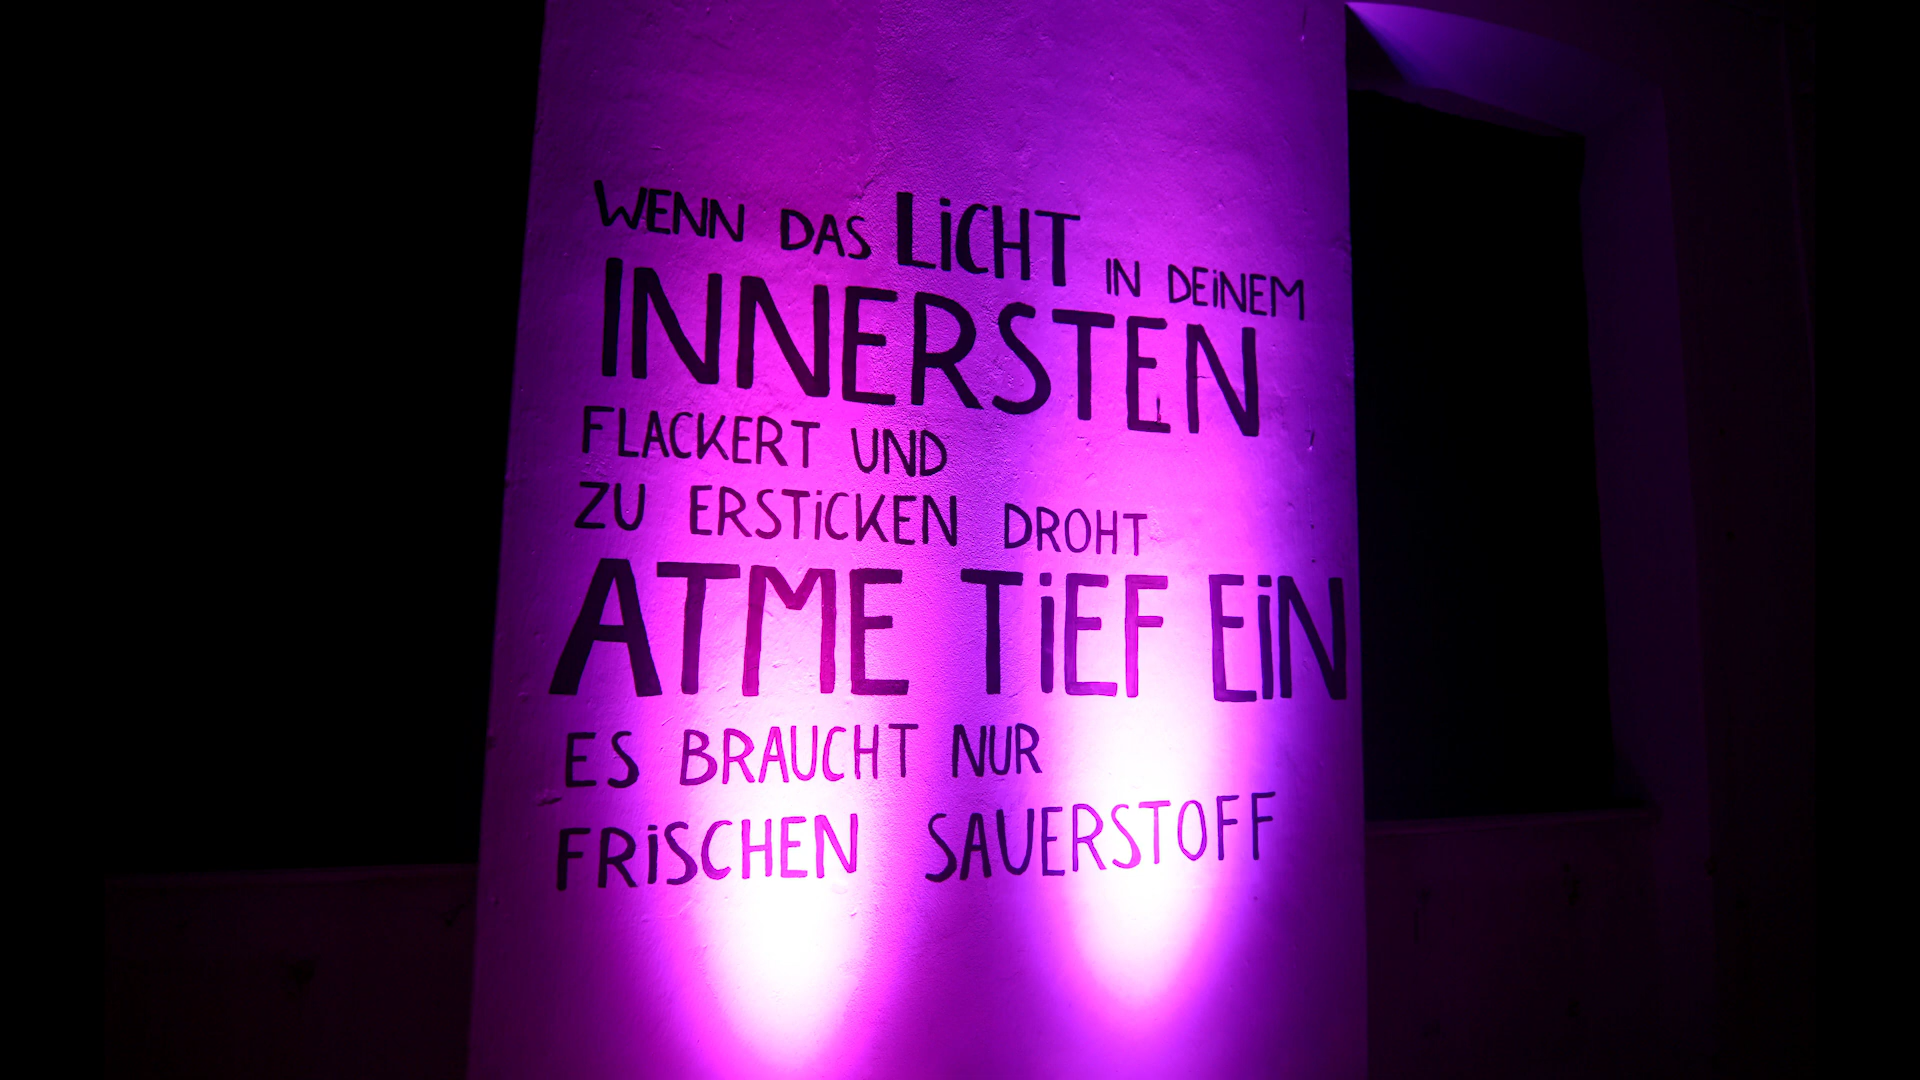 WENN DAS LiCHT IN DEiNEM
INNERSTEN
FLACKERT UND
ZU ERSTiCKEN DROHT
ATME TiEF EiN
ES BRAUCHT NUR
FRiSCHEN SAUERSTOFF